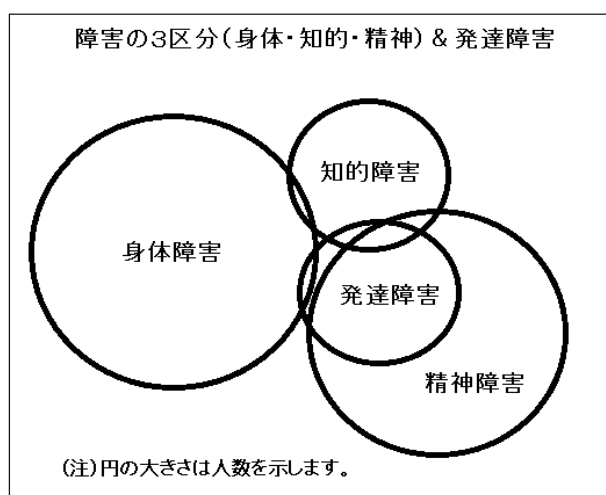 障害の３区分（身体・知的・精神）＆発達障害
知的障害
身体障害
発達障害
精神障害
（注）円の大きさは人数を示します。